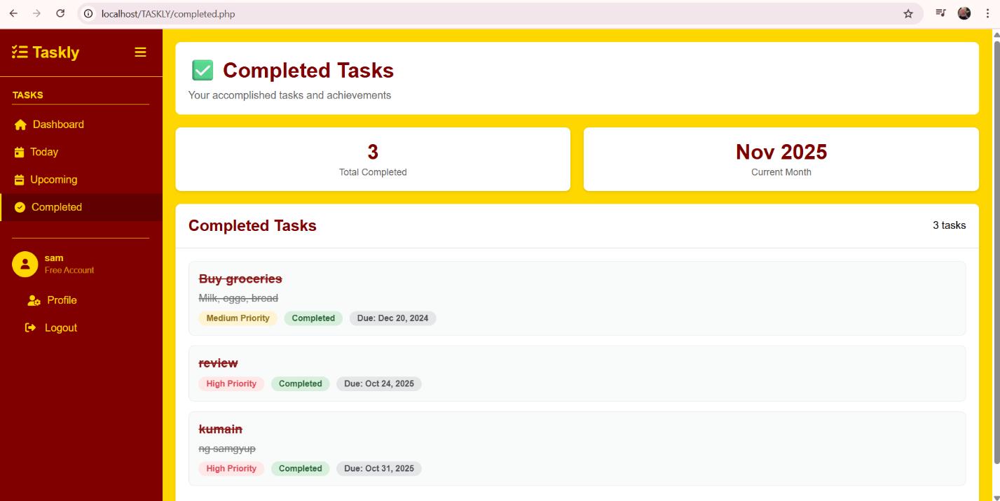 localhost/TASKLY/completed.php
Taskly
TASKS
Dashboard
Today
Upcoming
Completed
sam
Free Account
Profile
Logout
Completed Tasks
Your accomplished tasks and achievements
3
Total Completed
Nov 2025
Current Month
Completed Tasks
3 tasks
Buy groceries
Milk, eggs, bread
Medium Priority Completed Due: Dec 20, 2024
review
High Priority Completed Due: Oct 24, 2025
kumain
ng samgyup
High Priority Completed Due: Oct 31, 2025